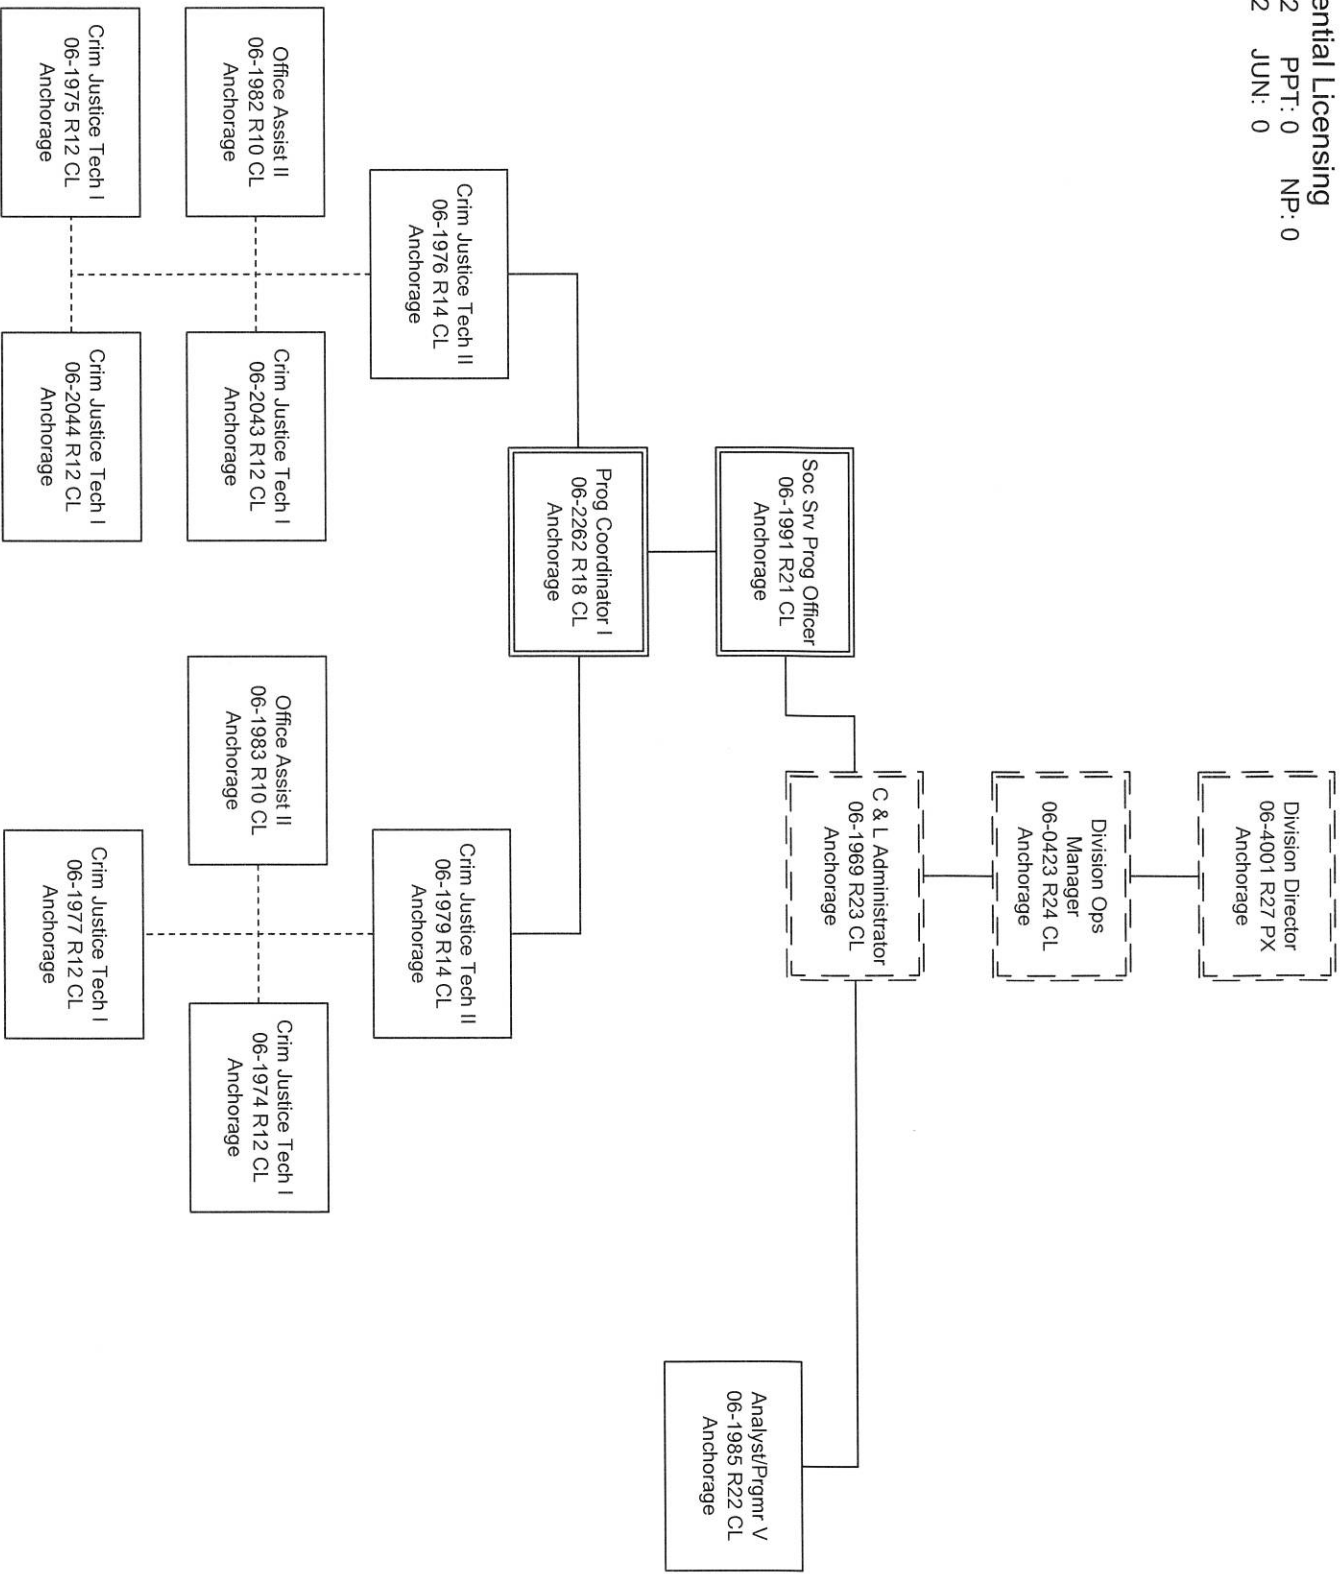 ential Licensing
2 PPT: 0 NP: 0
2 JUN: 0
Division Director
06-4001 R27 PX
Anchorage
Division Ops
Manager
06-0423 R24 CL
Anchorage
C & L Administrator
06-1969 R23 CL
Anchorage
Soc Srv Prog Officer
06-1991 R21 CL
Anchorage
Analyst/Prgmr V
06-1985 R22 CL
Anchorage
Prog Coordinator I
06-2262 R18 CL
Anchorage
Crim Justice Tech II
06-1976 R14 CL
Anchorage
Crim Justice Tech II
06-1979 R14 CL
Anchorage
Office Assist II
06-1982 R10 CL
Anchorage
Crim Justice Tech I
06-2043 R12 CL
Anchorage
Office Assist II
06-1983 R10 CL
Anchorage
Crim Justice Tech I
06-1974 R12 CL
Anchorage
Crim Justice Tech I
06-1975 R12 CL
Anchorage
Crim Justice Tech I
06-2044 R12 CL
Anchorage
Crim Justice Tech I
06-1977 R12 CL
Anchorage